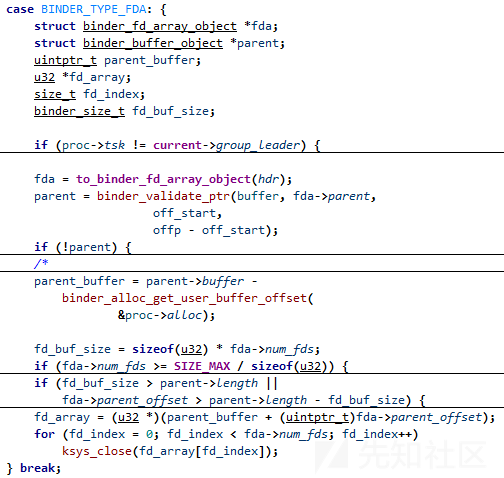 case BINDER_TYPE_FDA: {
struct binder_fd_array_object *fda;
struct binder_buffer_object *parent;
uintptr_t parent_buffer;
u32 *fd_array;
size_t fd_index;
binder_size_t fd_buf_size;
if (proc->tsk != current->group_leader) {
fda = to_binder_fd_array_object(hdr);
parent = binder_validate_ptr(buffer, fda->parent,
off_start,
offp - off_start);
if (!parent) {
/*
parent_buffer = parent->buffer -
binder_alloc_get_user_buffer_offset(
&proc->alloc);
fd_buf_size = sizeof(u32) * fda->num_fds;
if (fda->num_fds >= SIZE_MAX / sizeof(u32)) {
if (fd_buf_size > parent->length ||
fda->parent_offset > parent->length - fd_buf_size) {
fd_array = (u32 *)(parent_buffer + (uintptr_t)fda->parent_offset);
for (fd_index = 0; fd_index < fda->num_fds; fd_index++)
ksys_close(fd_array[fd_index]);
} break;
先知社区